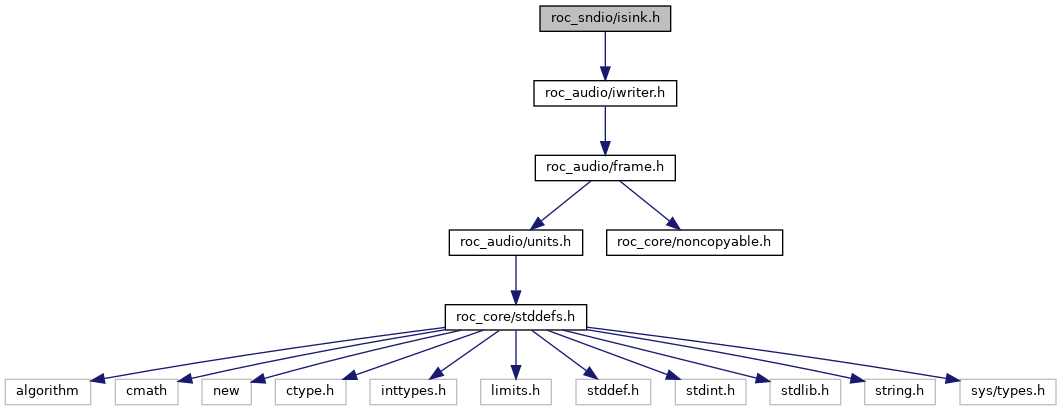 roc_sndio/isink.h
roc_audio/iwriter.h
roc_audio/frame.h
roc_audio/units.h
roc_core/noncopyable.h
roc_core/stddefs.h
algorithm
cmath
new
ctype.h
inttypes.h
limits.h
stddef.h
stdint.h
stdlib.h
string.h
sys/types.h